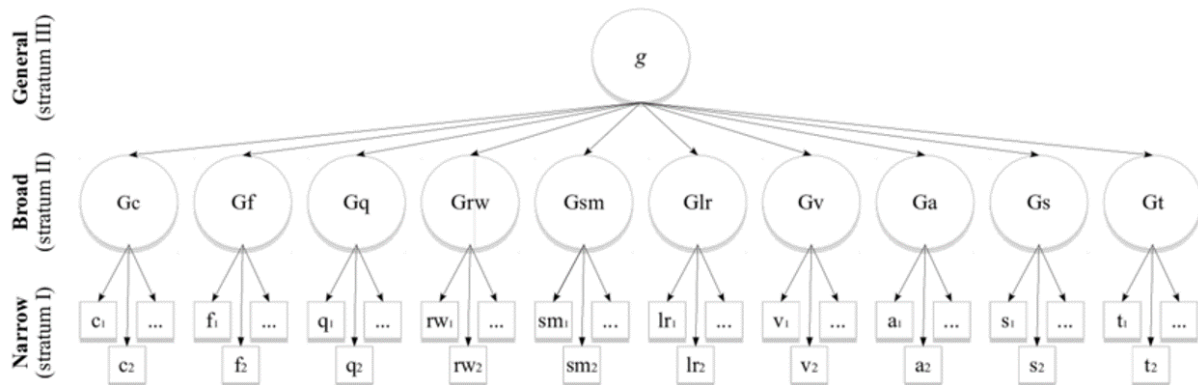 General
(stratum III)
g
Broad
(stratum II)
Gc Gf Gq Grw Gsm Glr Gv Ga Gs Gt
Narrow
(stratum I)
c1 ... f1 ... q1 ... rw1 ... sm1 ... lr1 ... v1 ... a1 ... s1 ... t1 ...
c2 f2 q2 rw2 sm2 lr2 v2 a2 s2 t2